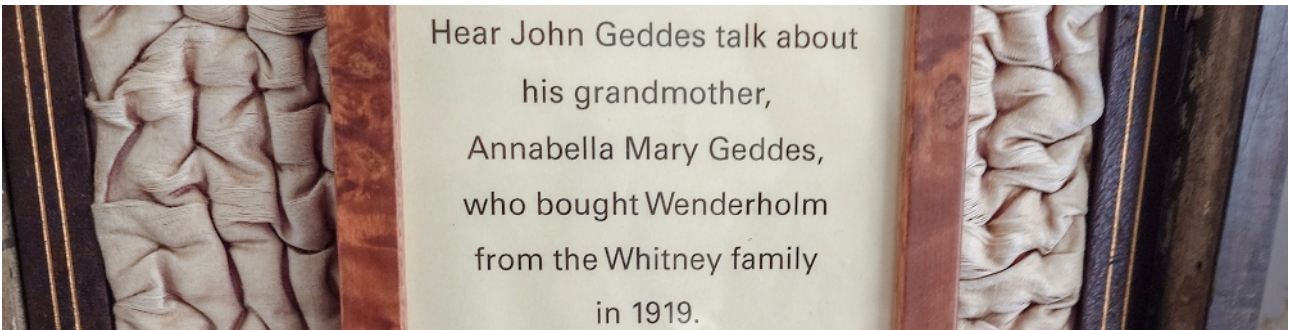 Hear John Geddes talk about
his grandmother,
Annabella Mary Geddes,
who bought Wenderholm
from the Whitney family
in 1919.